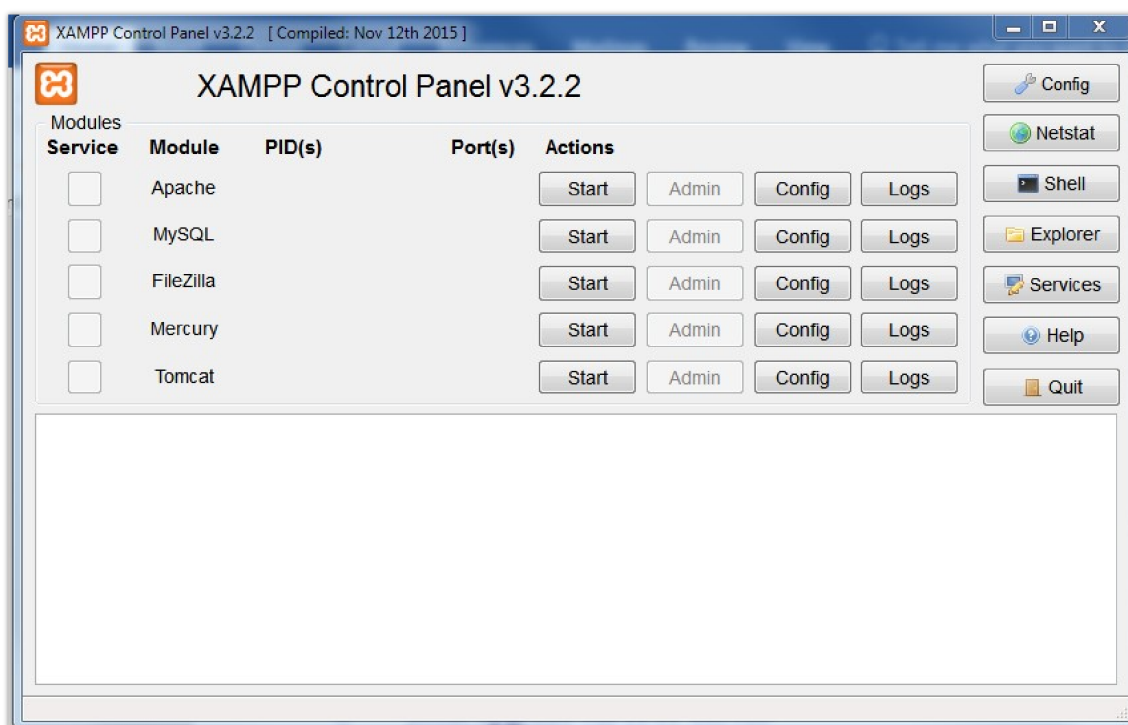 XAMPP Control Panel v3.2.2 [ Compiled: Nov 12th 2015 ]
XAMPP Control Panel v3.2.2
Config
Modules
Netstat
Service Module PID(s) Port(s) Actions
Apache Start Admin Config Logs
Shell
MySQL Start Admin Config Logs
Explorer
FileZilla Start Admin Config Logs
Services
Mercury Start Admin Config Logs
Help
Tomcat Start Admin Config Logs
Quit